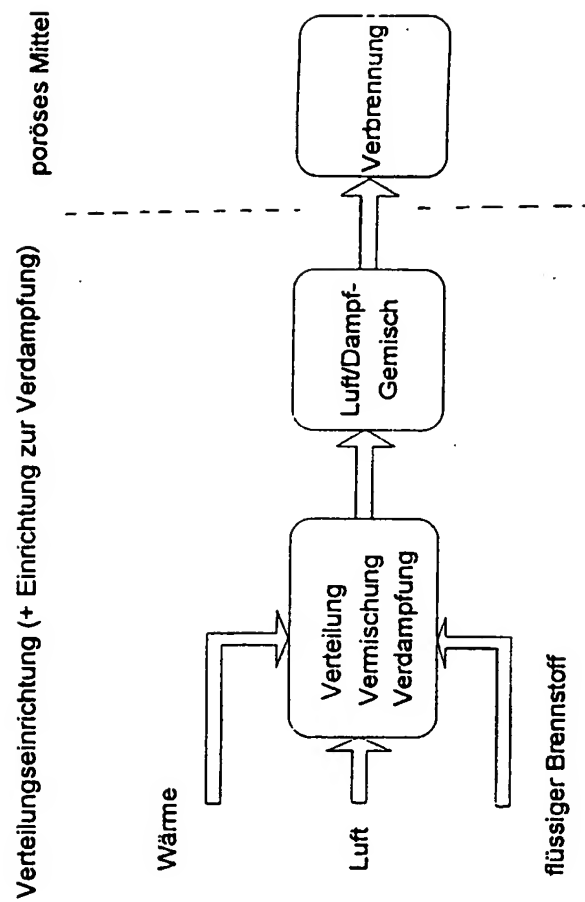 Verteilungseinrichtung (+ Einrichtung zur Verdampfung)
poröses Mittel
Wärme
Luft
flüssiger Brennstoff
Verteilung
Vermischung
Verdampfung
Luft/Dampf-
Gemisch
Verbrennung